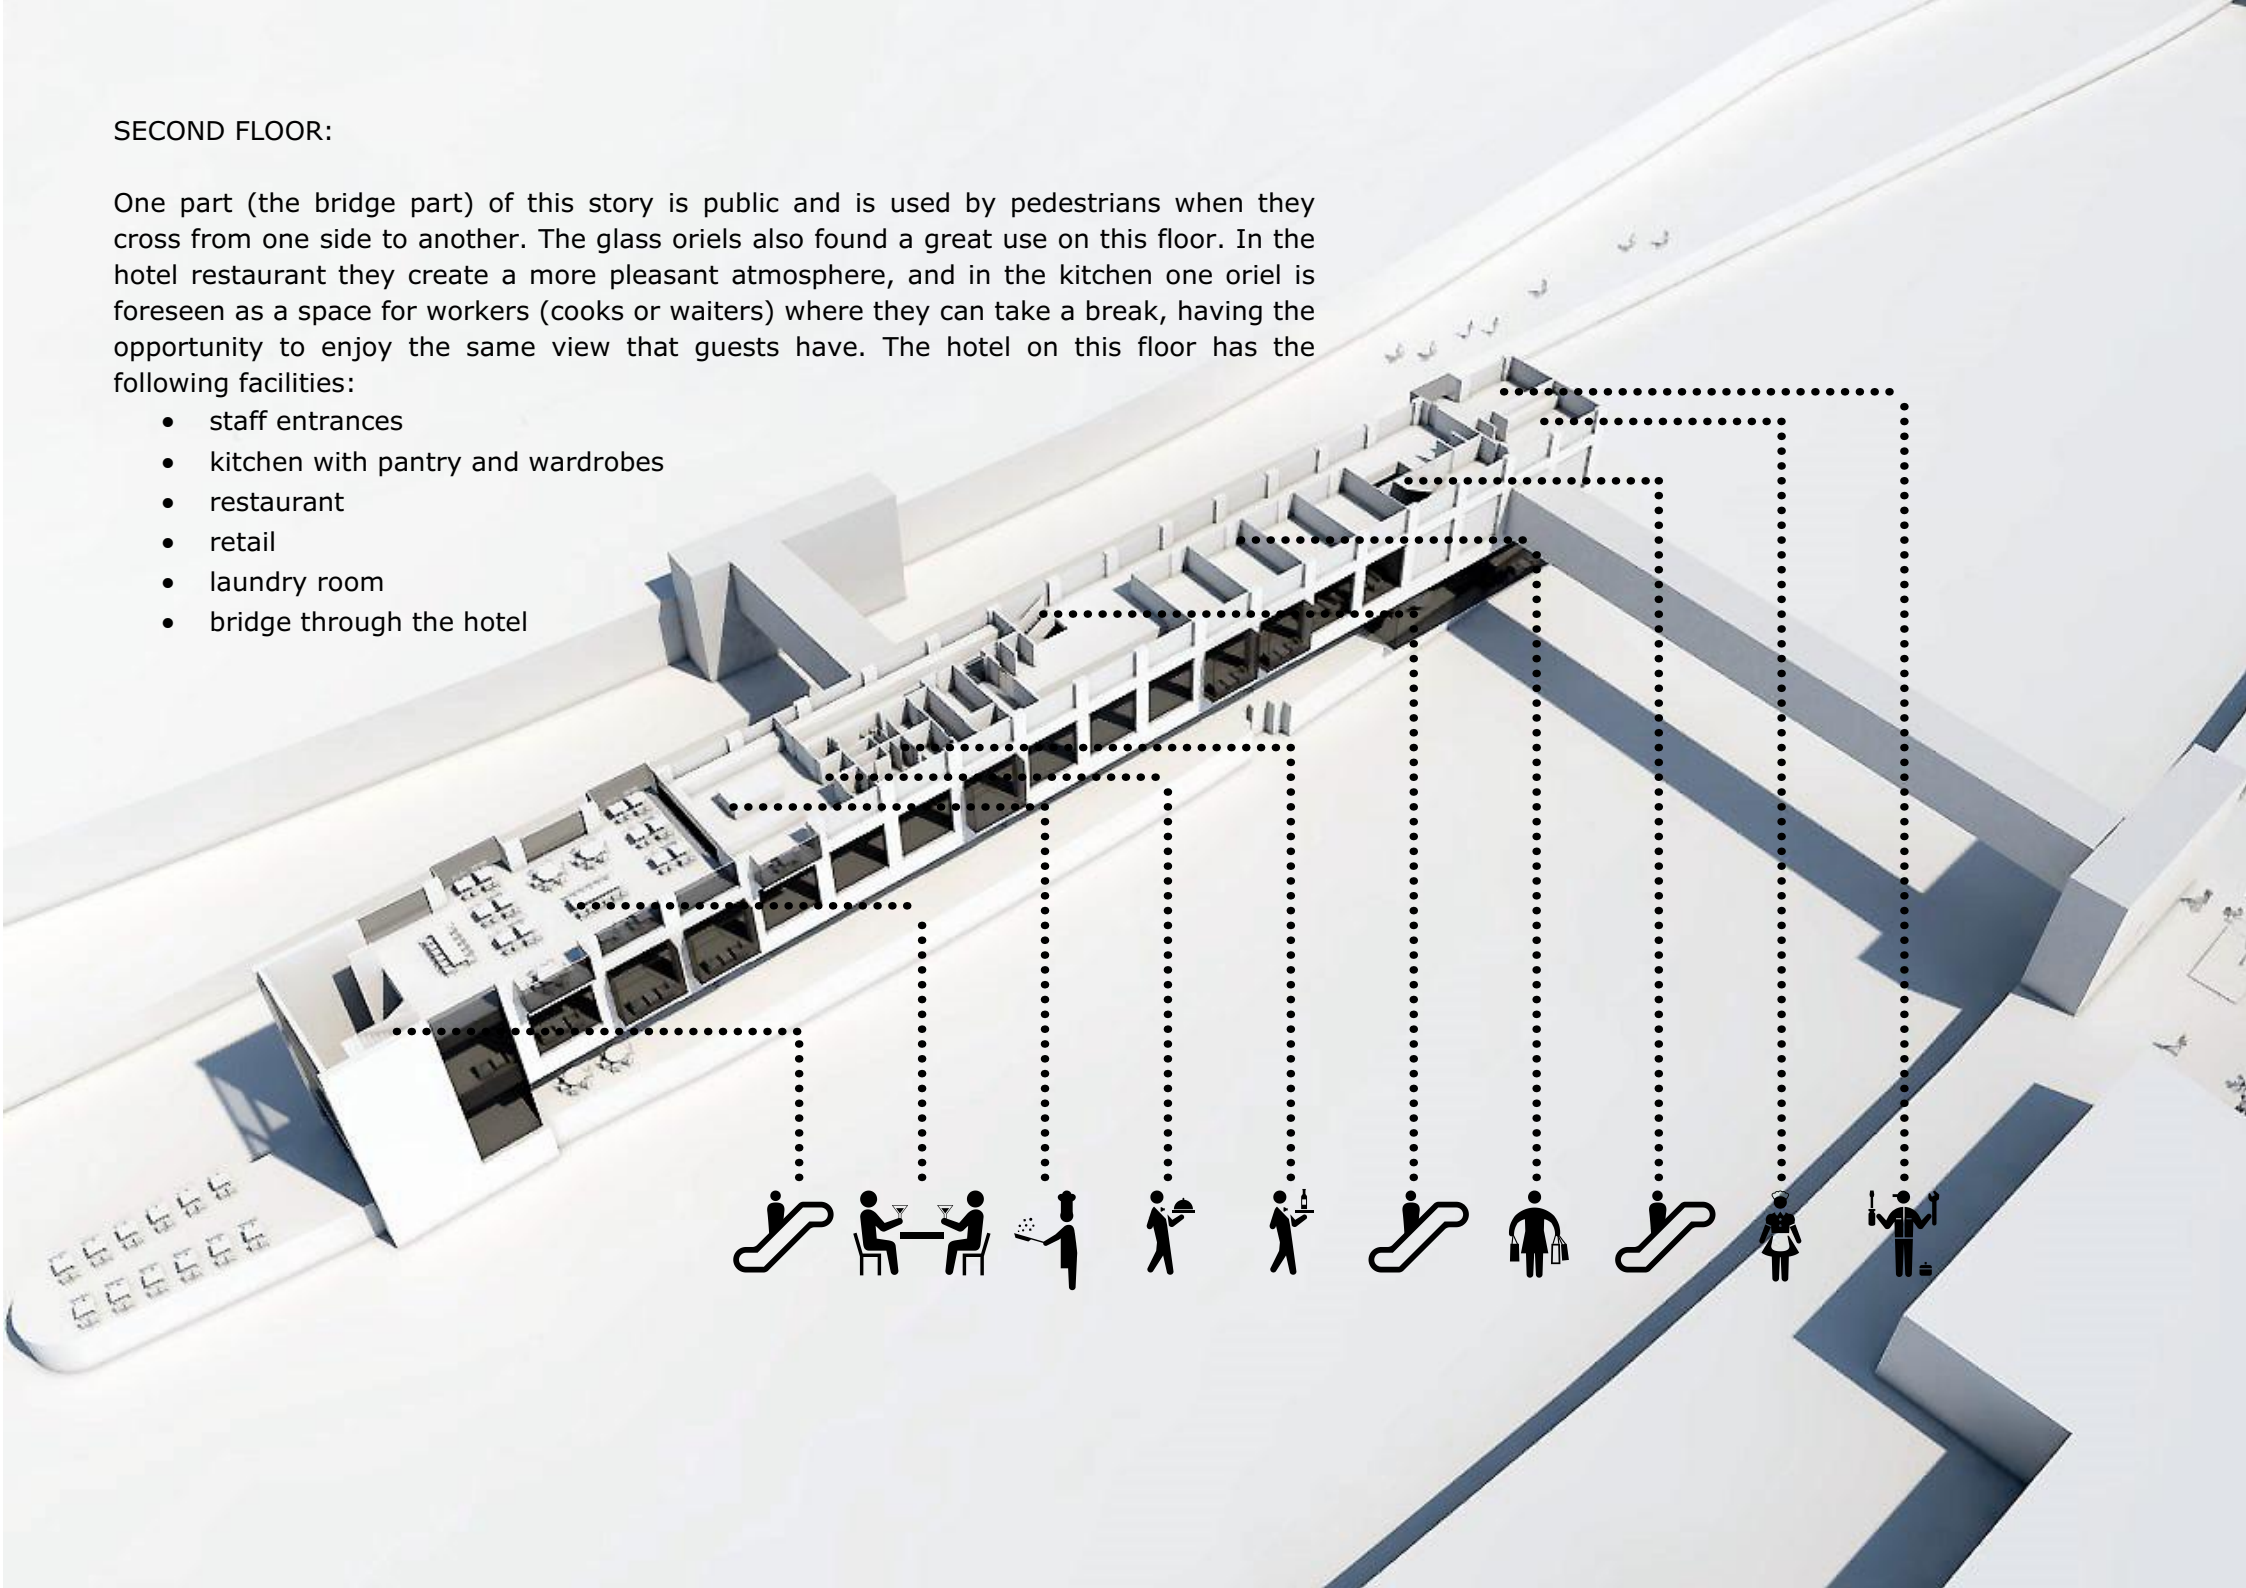 SECOND FLOOR:
One part (the bridge part) of this story is public and is used by pedestrians when they
cross from one side to another. The glass oriels also found a great use on this floor. In the
hotel restaurant they create a more pleasant atmosphere, and in the kitchen one oriel is
foreseen as a space for workers (cooks or waiters) where they can take a break, having the
opportunity to enjoy the same view that guests have. The hotel on this floor has the
following facilities:
• staff entrances
• kitchen with pantry and wardrobes
• restaurant
• retail
• laundry room
• bridge through the hotel